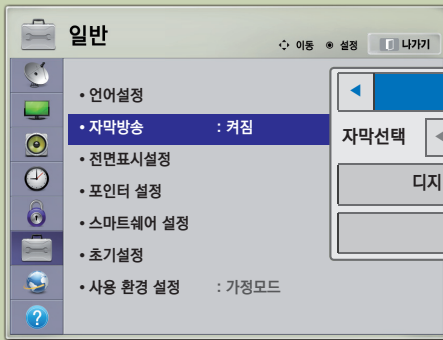 일반
이동 설정 나가기
• 언어설정
• 자막방송 : 켜짐
• 전면표시설정
• 포인터 설정
• 스마트쉐어 설정
• 초기설정
• 사용 환경 설정 : 가정모드
자막선택
디지
?